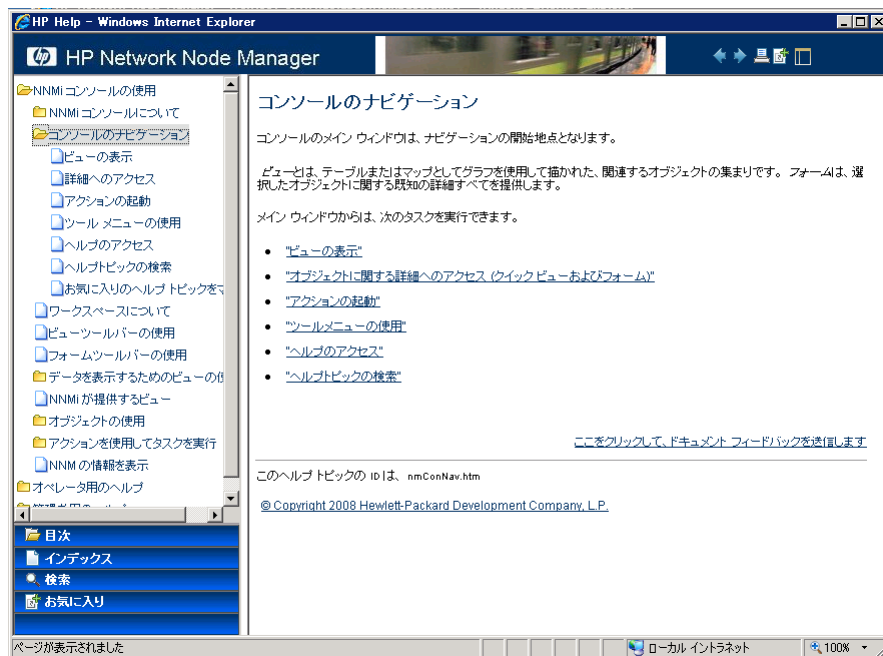 HP Help - Windows Internet Explorer
hp HP Network Node Manager
NNMi コンソールの使用
NNMi コンソールについて
コンソールのナビゲーション
ビューの表示
詳細へのアクセス
アクションの起動
ツール メニューの使用
ヘルプのアクセス
ヘルプトピックの検索
お気に入りのヘルプ トピックを
ワークスペースについて
ビューツールバーの使用
フォームツールバーの使用
データを表示するためのビューの
NNMi が提供するビュー
オブジェクトの使用
アクションを使用してタスクを実行
NNM の情報を表示
オペレータ用のヘルプ
目次
インデックス
検索
お気に入り
コンソールのナビゲーション
コンソールのメイン ウィンドウは、ナビゲーションの開始地点となります。
ビューとは、テーブルまたはマップとしてグラフを使用して描かれた、関連するオブジェクトの集まりです。 フォームは、選
択したオブジェクトに関する既知の詳細すべてを提供します。
メイン ウィンドウからは、次のタスクを実行できます。
• "ビューの表示"
• "オブジェクトに関する詳細へのアクセス (クイック ビューおよびフォーム)"
• "アクションの起動"
• "ツールメニューの使用"
• "ヘルプのアクセス"
• "ヘルプトピックの検索"
ここをクリックして、ドキュメント フィードバックを送信します
このヘルプ トピックの IDは、 nmConNav.htm
© Copyright 2008 Hewlett-Packard Development Company, L.P.
ページが表示されました
ローカル イントラネット
100%